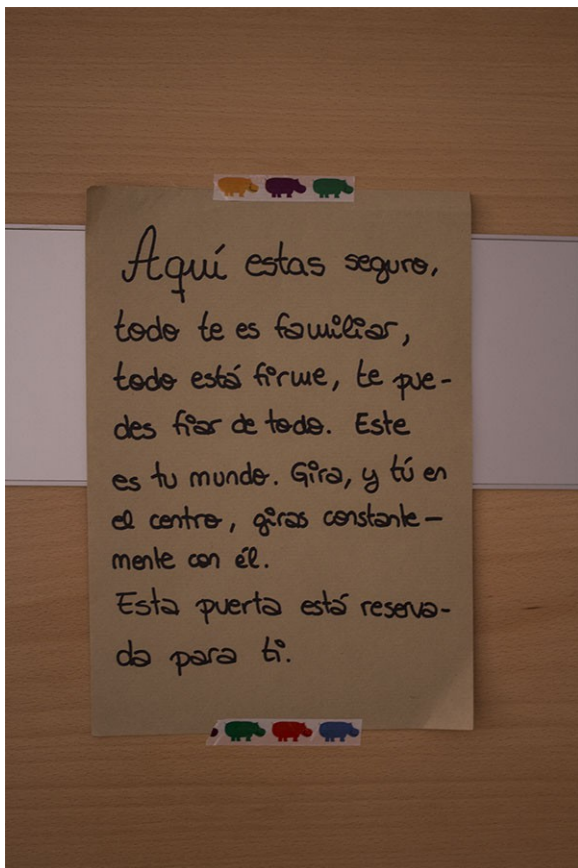 Aquí estas seguro,
todo te es familiar,
todo está firme, te pue-
des fiar de todo. Este
es tu mundo. Gira, y tú en
el centro, giras constante-
mente con él.
Esta puerta está reserva-
da para ti.